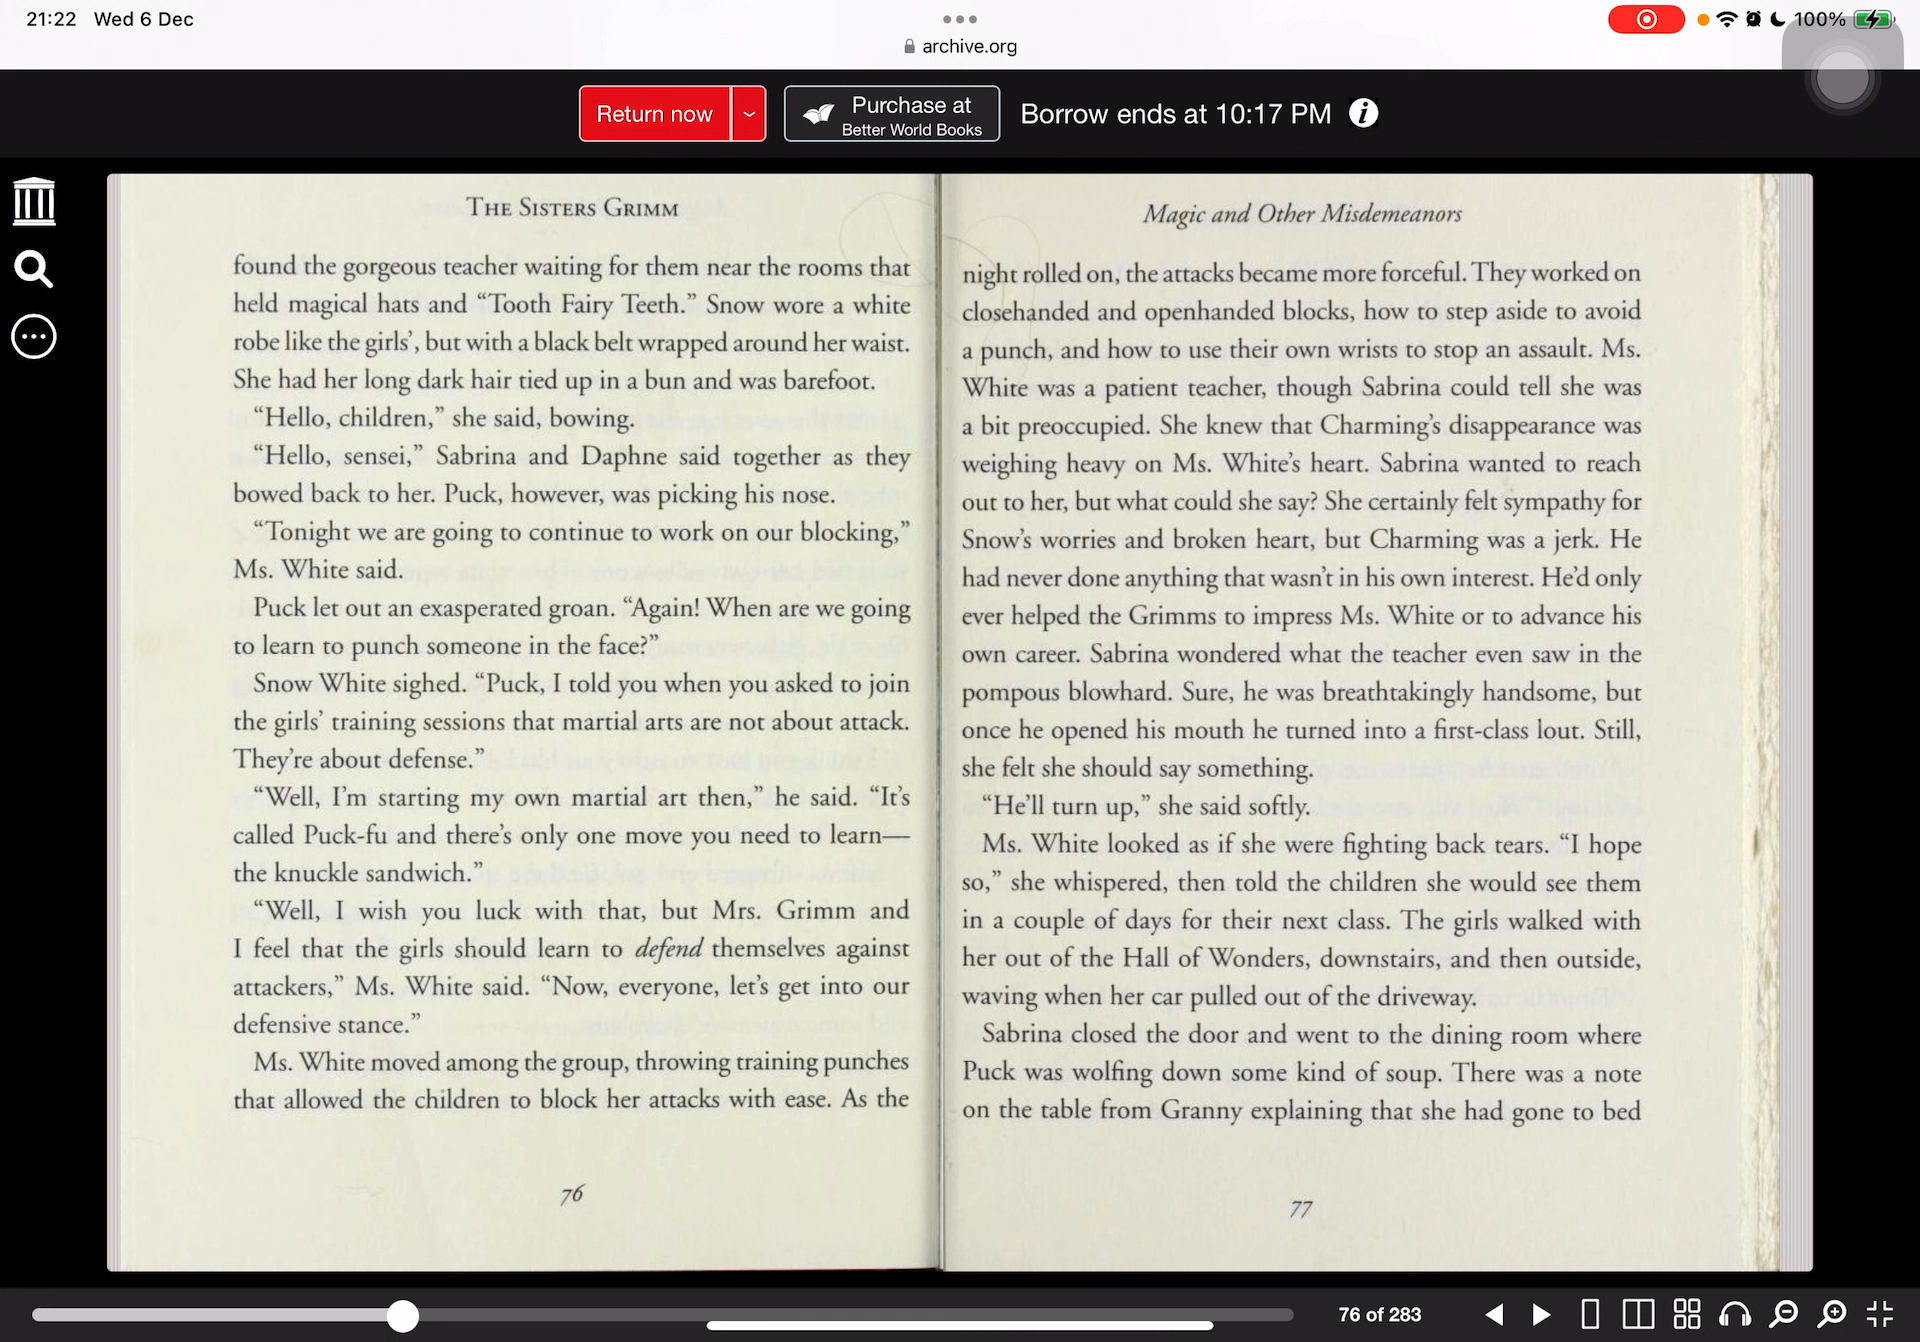 21:22 Wed 6 Dec
100%
archive.org
Return now
Purchase at
Better World Books
Borrow ends at 10:17 PM
The Sisters Grimm
found the gorgeous teacher waiting for them near the rooms that
held magical hats and “Tooth Fairy Teeth.” Snow wore a white
robe like the girls’, but with a black belt wrapped around her waist.
She had her long dark hair tied up in a bun and was barefoot.
“Hello, children,” she said, bowing.
“Hello, sensei,” Sabrina and Daphne said together as they
bowed back to her. Puck, however, was picking his nose.
“Tonight we are going to continue to work on our blocking,”
Ms. White said.
Puck let out an exasperated groan. “Again! When are we going
to learn to punch someone in the face?”
Snow White sighed. “Puck, I told you when you asked to join
the girls’ training sessions that martial arts are not about attack.
They’re about defense.”
“Well, I’m starting my own martial art then,” he said. “It’s
called Puck-fu and there’s only one move you need to learn—
the knuckle sandwich.”
“Well, I wish you luck with that, but Mrs. Grimm and
I feel that the girls should learn to defend themselves against
attackers,” Ms. White said. “Now, everyone, let’s get into our
defensive stance.”
Ms. White moved among the group, throwing training punches
that allowed the children to block her attacks with ease. As the
76
Magic and Other Misdemeanors
night rolled on, the attacks became more forceful. They worked on
closehanded and openhanded blocks, how to step aside to avoid
a punch, and how to use their own wrists to stop an assault. Ms.
White was a patient teacher, though Sabrina could tell she was
a bit preoccupied. She knew that Charming’s disappearance was
weighing heavy on Ms. White’s heart. Sabrina wanted to reach
out to her, but what could she say? She certainly felt sympathy for
Snow’s worries and broken heart, but Charming was a jerk. He
had never done anything that wasn’t in his own interest. He’d only
ever helped the Grimms to impress Ms. White or to advance his
own career. Sabrina wondered what the teacher even saw in the
pompous blowhard. Sure, he was breathtakingly handsome, but
once he opened his mouth he turned into a first-class lout. Still,
she felt she should say something.
“He’ll turn up,” she said softly.
Ms. White looked as if she were fighting back tears. “I hope
so,” she whispered, then told the children she would see them
in a couple of days for their next class. The girls walked with
her out of the Hall of Wonders, downstairs, and then outside,
waving when her car pulled out of the driveway.
Sabrina closed the door and went to the dining room where
Puck was wolfing down some kind of soup. There was a note
on the table from Granny explaining that she had gone to bed
77
76 of 283